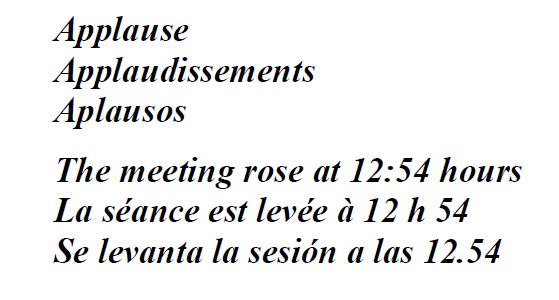 Applause
Applaudissements
Aplausos
The meeting rose at 12:54 hours
La séance est levée à 12 h 54
Se levanta la sesión a las 12.54